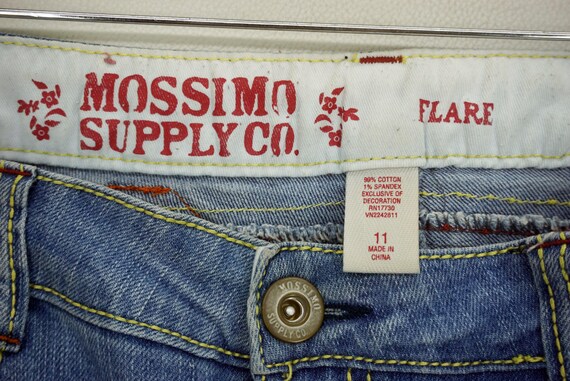 MOSSIMO
SUPPLY CO.
FLARE
99% COTTON
1% SPANDEX
EXCLUSIVE OF
DECORATION
RN17730
VN2242011
11
MADE IN
CHINA
MOSSIMO
SUPPLY CO.